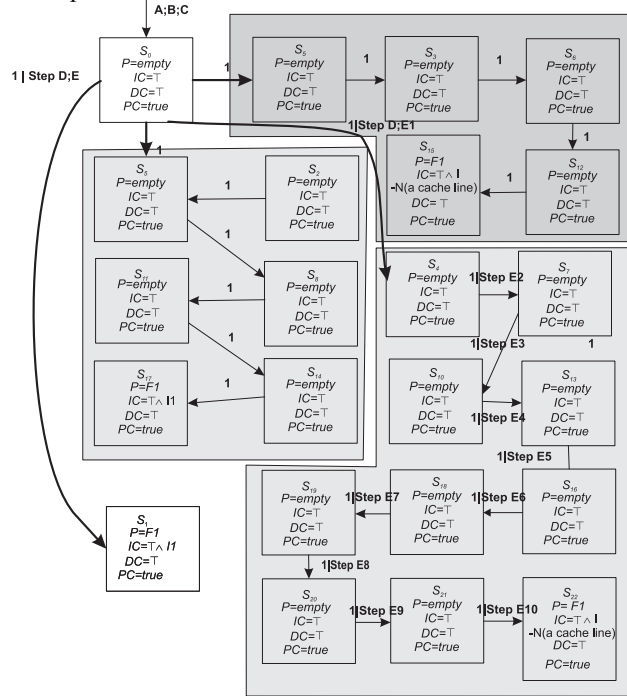 A;B;C
1 | Step D;E
S0
P=empty
IC=⊤
DC=⊤
PC=true
1
S5
P=empty
IC=⊤
DC=⊤
PC=true
1
S3
P=empty
IC=⊤
DC=⊤
PC=true
1
S6
P=empty
IC=⊤
DC=⊤
PC=true
1|Step D;E1
1
S15
P=F1
IC=⊤∧ I
-N(a cache line)
DC= ⊤
PC=true
1
S12
P=empty
IC=⊤
DC=⊤
PC=true
1
S5
P=empty
IC=⊤
DC=⊤
PC=true
1
S2
P=empty
IC=⊤
DC=⊤
PC=true
1
S11
P=empty
IC=⊤
DC=⊤
PC=true
1
S8
P=empty
IC=⊤
DC=⊤
PC=true
1
S17
P=F1
IC=⊤∧ I1
DC=⊤
PC=true
1
S14
P=empty
IC=⊤
DC=⊤
PC=true
S4
P=empty
IC=⊤
DC=⊤
PC=true
1|Step E2
S7
P=empty
IC=⊤
DC=⊤
PC=true
1|Step E3
1
S10
P=empty
IC=⊤
DC=⊤
PC=true
1|Step E4
S13
P=empty
IC=⊤
DC=⊤
PC=true
1|Step E5
S19
P=empty
IC=⊤
DC=⊤
PC=true
1|Step E7
S18
P=empty
IC=⊤
DC=⊤
PC=true
1|Step E6
S16
P=empty
IC=⊤
DC=⊤
PC=true
1|Step E8
S20
P=empty
IC=⊤
DC=⊤
PC=true
1|Step E9
S21
P=empty
IC=⊤
DC=⊤
PC=true
1|Step E10
S22
P= F1
IC=⊤∧ I
-N(a cache line)
DC=⊤
PC=true
S1
P=F1
IC=⊤∧ I1
DC=⊤
PC=true